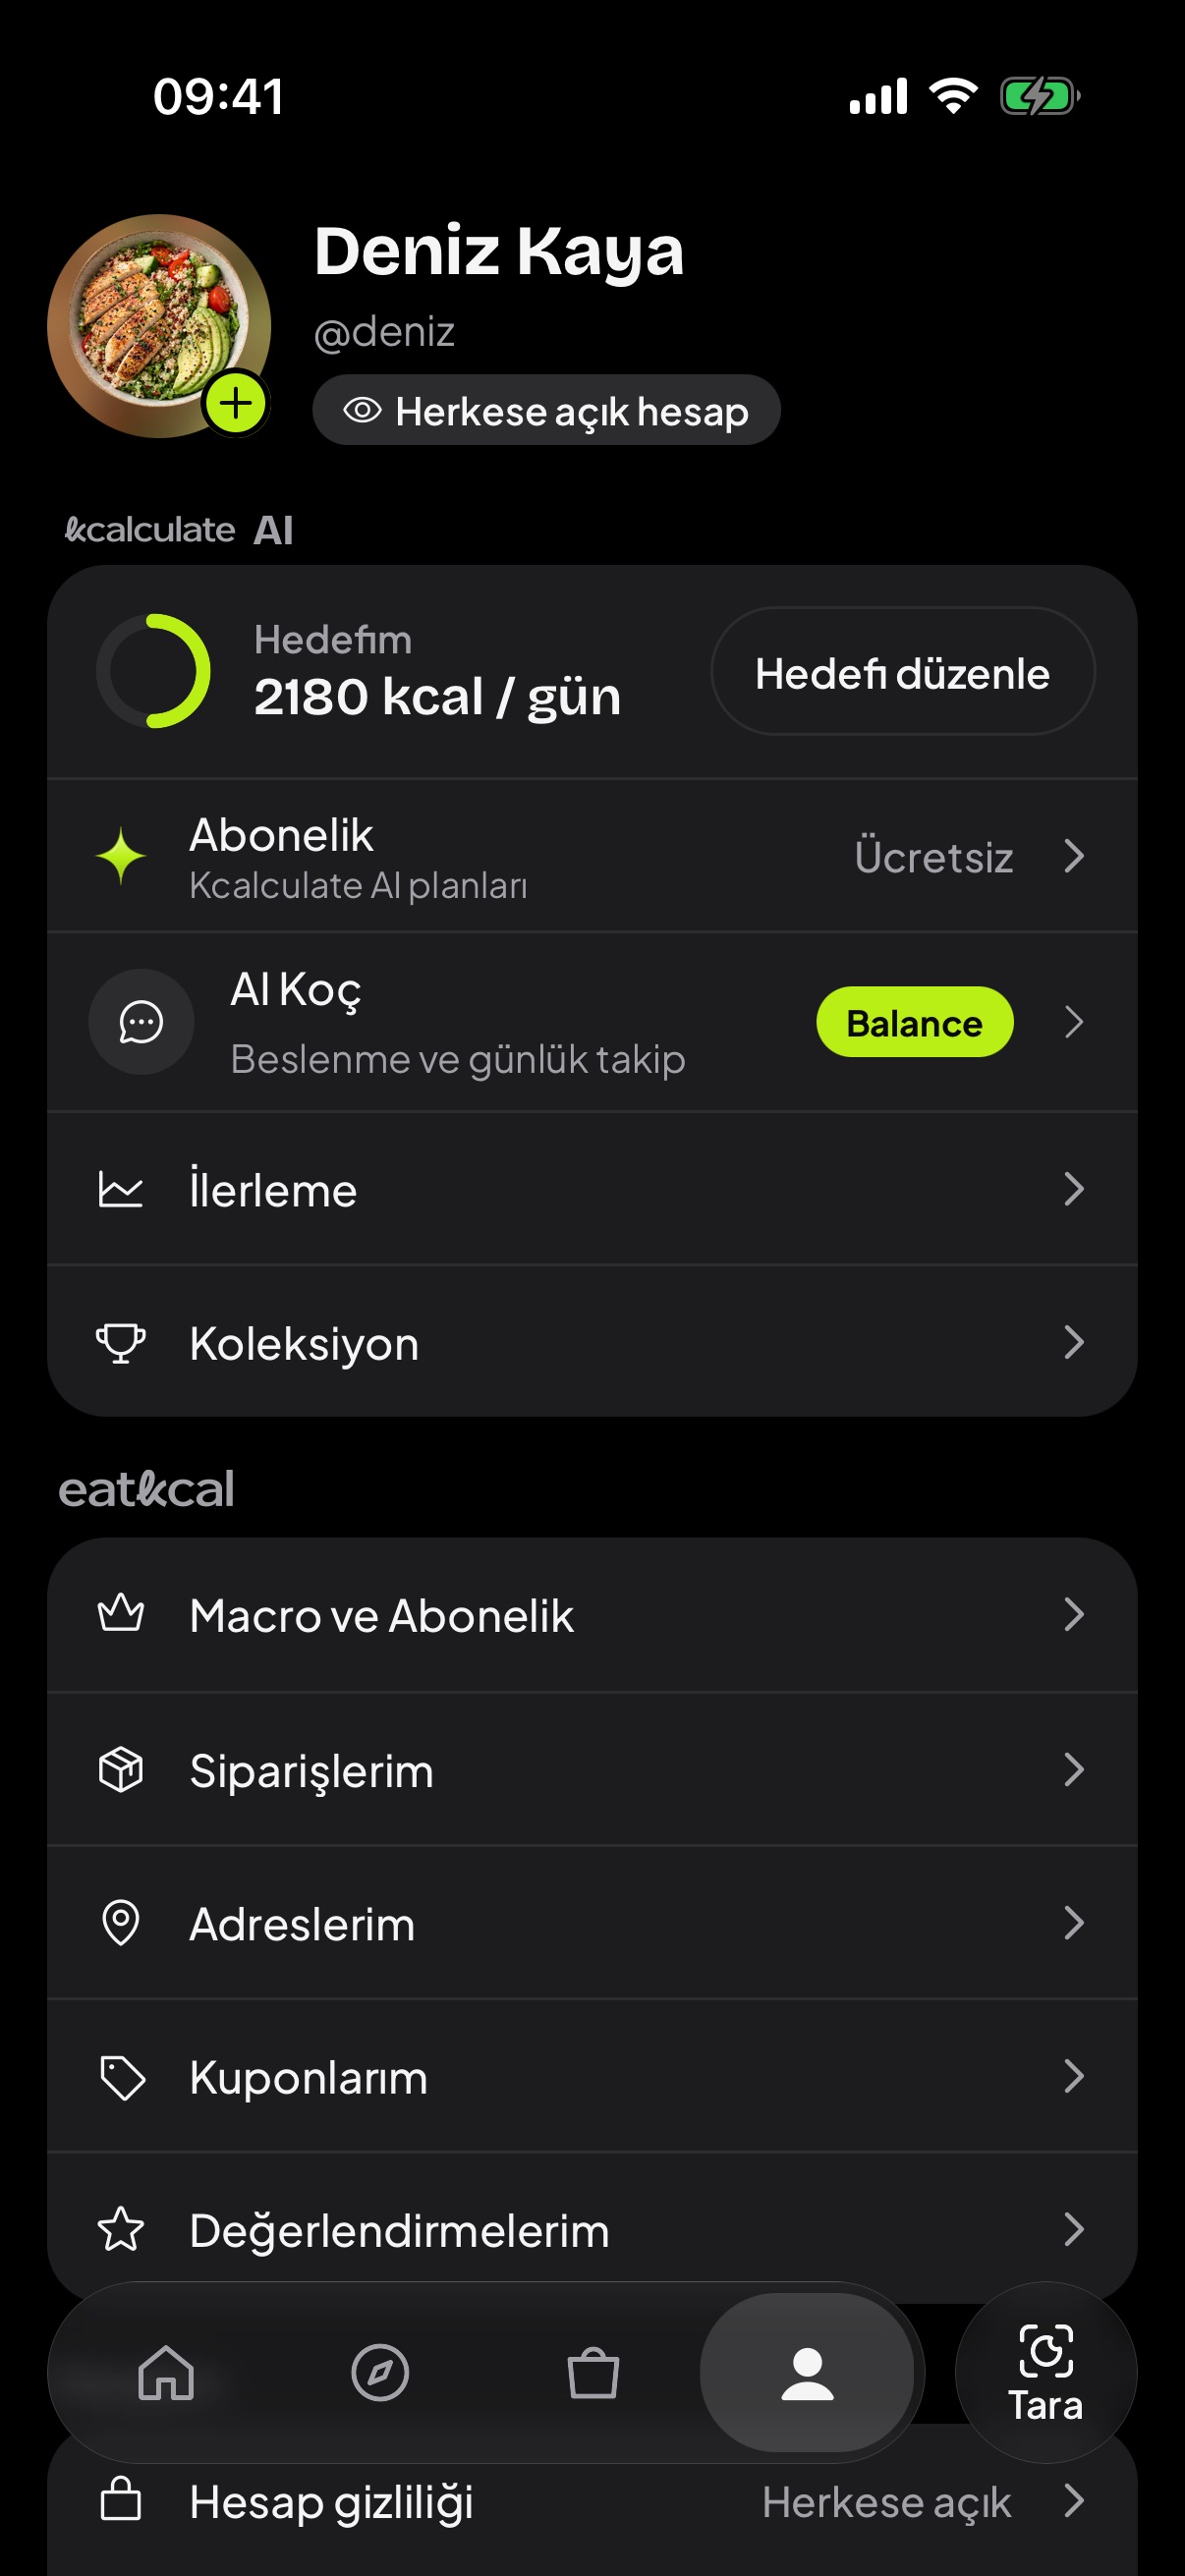 09:41
Deniz Kaya
@deniz
Herkese açık hesap
kcalculate AI
Hedefim
2180 kcal / gün
Hedefi düzenle
Abonelik
Kcalculate AI planları
Ücretsiz
AI Koç
Beslenme ve günlük takip
Balance
İlerleme
Koleksiyon
eatkcal
Macro ve Abonelik
Siparişlerim
Adreslerim
Kuponlarım
Değerlendirmelerim
Tara
Hesap gizliliği
Herkese açık